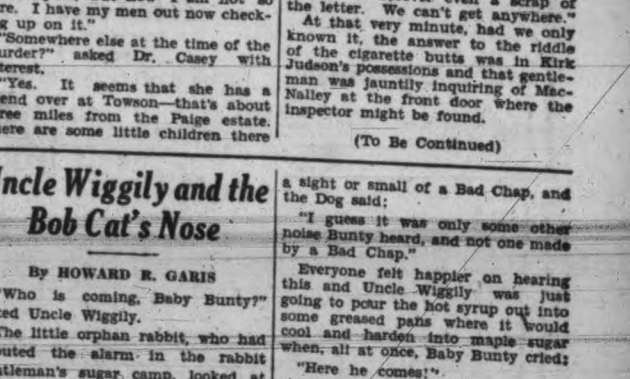 re. I have my men out now check-
g up on it."
"Somewhere else at the time of the
urder?" asked Dr. Casey with
terest.
"Yes. It seems that she has a
end over at Towson—that's about
ree miles from the Paige estate.
ere are some little children there
the letter. We can't get anywhere."
At that very minute, had we only
known it, the answer to the riddle
of the cigarette butts was in Kirk
Judson's possessions and that gentle-
man was jauntily inquiring of Mac-
Nalley at the front door where the
inspector might be found.
(To Be Continued)
ncle Wiggily and the
Bob Cat's Nose
By HOWARD R. GARIS
"Who is coming, Baby Bunty?"
ed Uncle Wiggily.
The little orphan rabbit, who had
outed the alarm in the rabbit
ntleman's sugar camp, looked at
a sight or small of a Bad Chap, and
the Dog said:
"I guess it was only some other
noise Bunty heard, and not one made
by a Bad Chap."
Everyone felt happier on hearing
this and Uncle Wiggily was just
going to pour the hot syrup out into
some greased pans where it would
cool and harden into maple sugar
when, all at once, Baby Bunty cried:
"Here he comes!"